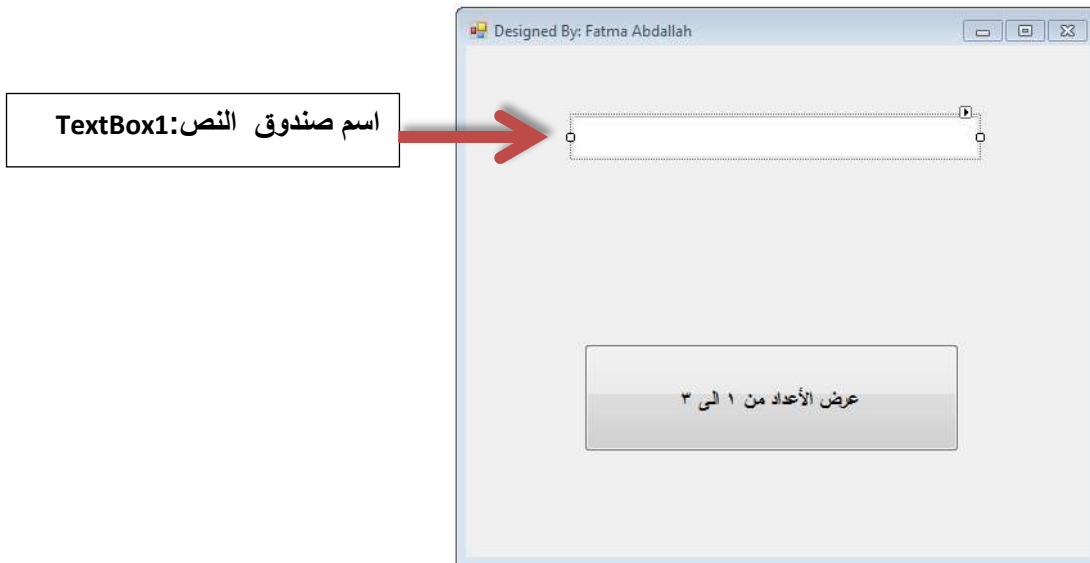 Designed By: Fatma Abdallah
اسم صندوق النص:TextBox1
عرض الأعداد من ١ الى ٣